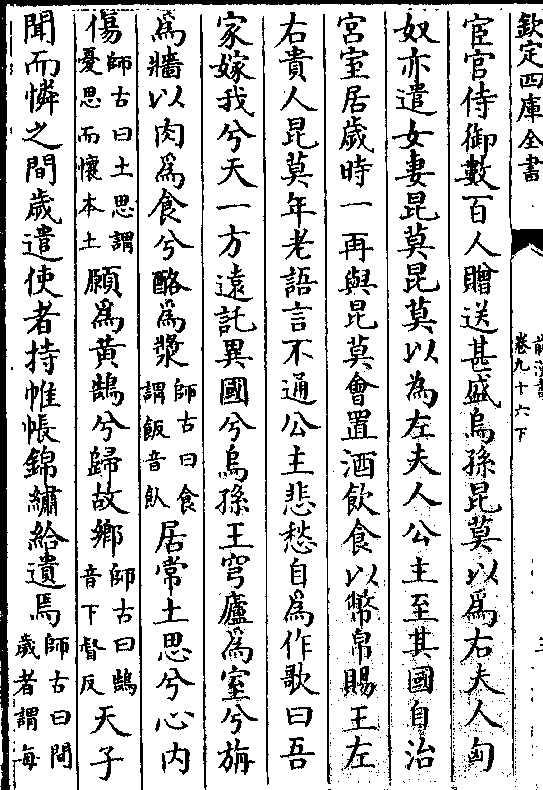 欽定四庫全書
前漢書
卷九十六下
宦官侍御數百人贈送甚盛烏孫昆莫以為右夫人匈
奴亦遣女妻昆莫昆莫以為左夫人公主至其國自治
宮室居歲時一再與昆莫會置酒飲食以幣帛賜王左
右貴人昆莫年老語言不通公主悲愁自為作歌曰吾
家嫁我兮天一方遠託異國兮烏孫王穹廬為室兮旃
為牆以肉為食兮酪為漿師古曰食謂飯音飤居常土思兮心內
傷師古曰土思謂憂思而懷本土願為黃鵠兮歸故鄉師古曰鵠音下督反天子
聞而憐之間歲遣使者持帷帳錦繡給遺焉師古曰間歲者謂每